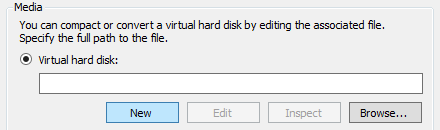 Media
You can compact or convert a virtual hard disk by editing the associated file.
Specify the full path to the file.
Virtual hard disk:
New Edit Inspect Browse...